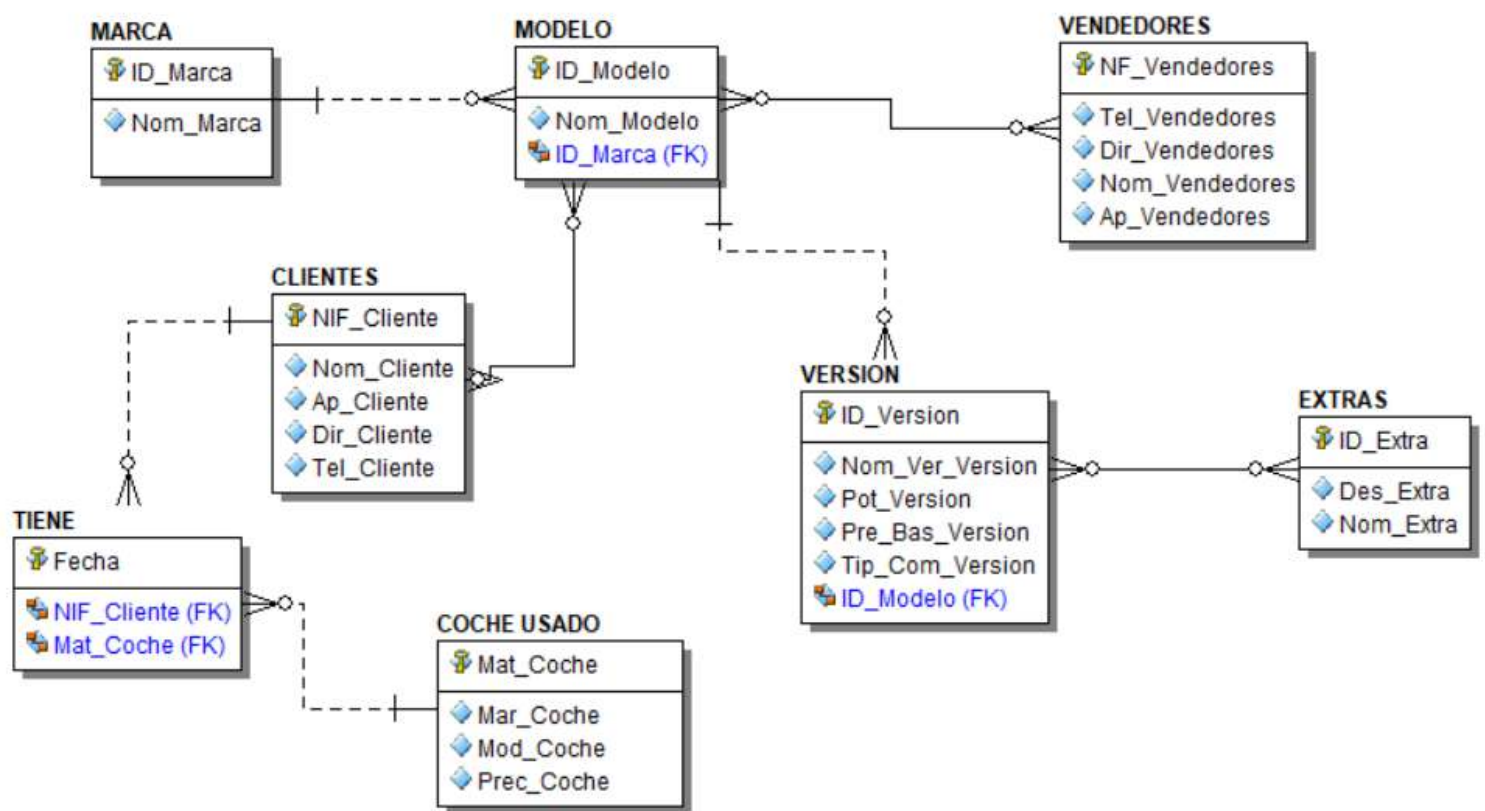 MARCA
ID_Marca
Nom_Marca
MODELO
ID_Modelo
Nom_Modelo
ID_Marca (FK)
VENDEDORES
NF_Vendedores
Tel_Vendedores
Dir_Vendedores
Nom_Vendedores
Ap_Vendedores
CLIENTES
NIF_Cliente
Nom_Cliente
Ap_Cliente
Dir_Cliente
Tel_Cliente
VERSION
ID_Version
Nom_Ver_Version
Pot_Version
Pre_Bas_Version
Tip_Com_Version
ID_Modelo (FK)
EXTRAS
ID_Extra
Des_Extra
Nom_Extra
TIENE
Fecha
NIF_Cliente (FK)
Mat_Coche (FK)
COCHE USADO
Mat_Coche
Mar_Coche
Mod_Coche
Prec_Coche